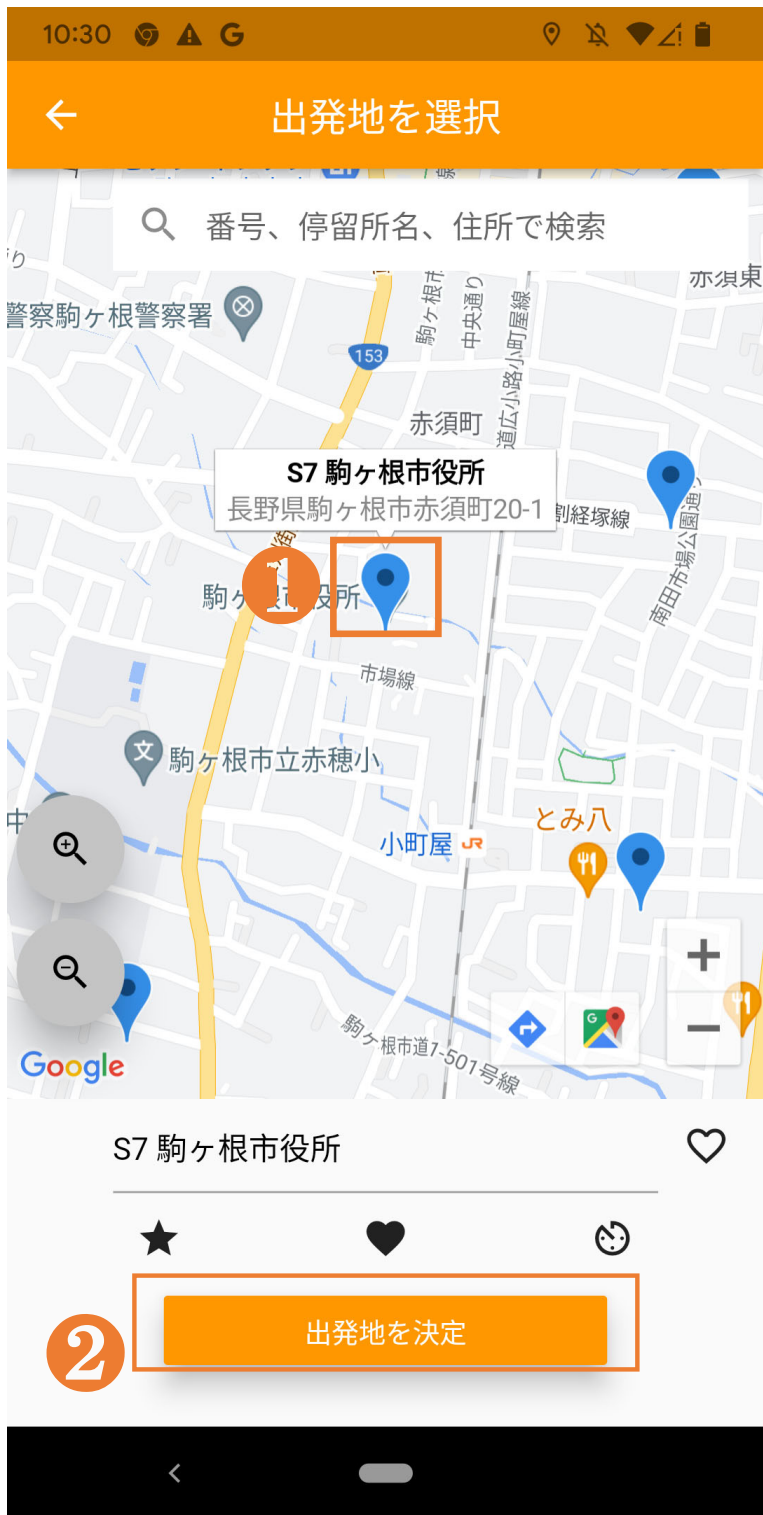 10:30
出発地を選択
番号、停留所名、住所で検索
赤須東
警察駒ヶ根警察署
駒ヶ根市
中央通り
道広小路小町屋線
153
赤須町
S7 駒ヶ根市役所
長野県駒ヶ根市赤須町20-1
割経塚線
南田市場公園通り
街
1
市場線
文
駒ヶ根市立赤穂小
中
とみ八
小町屋 JR
駒ヶ根市道1-501号線
G
Google
S7 駒ヶ根市役所
2
出発地を決定